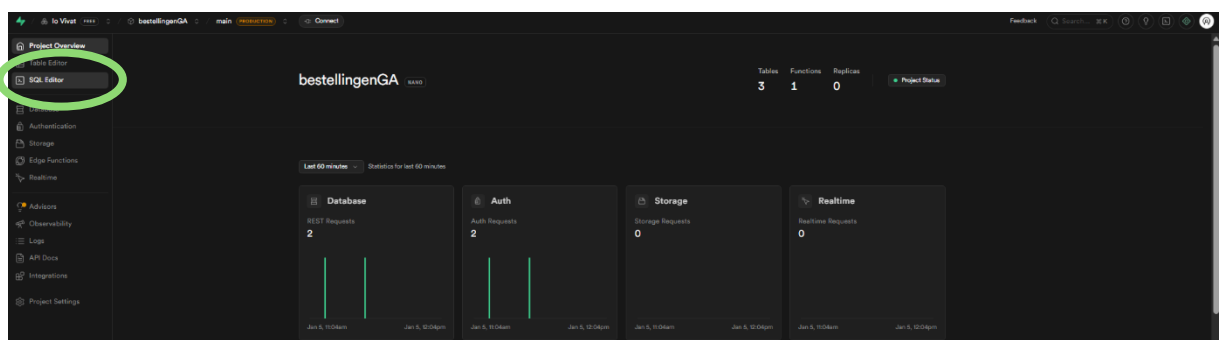 Io Vivat FREE bestellingenGA main PRODUCTION Connect Feedback Search... ⌘K
Project Overview
Table Editor
SQL Editor
Database
Authentication
Storage
Edge Functions
Realtime
Advisors
Observability
Logs
API Docs
Integrations
Project Settings
bestellingenGA NANO
Tables Functions Replicas
3 1 0
Project Status
Last 60 minutes Statistics for last 60 minutes
Database
REST Requests
2
Jan 5, 11:04am Jan 5, 12:04pm
Auth
Auth Requests
2
Jan 5, 11:04am Jan 5, 12:04pm
Storage
Storage Requests
0
Jan 5, 11:04am Jan 5, 12:04pm
Realtime
Realtime Requests
0
Jan 5, 11:04am Jan 5, 12:04pm